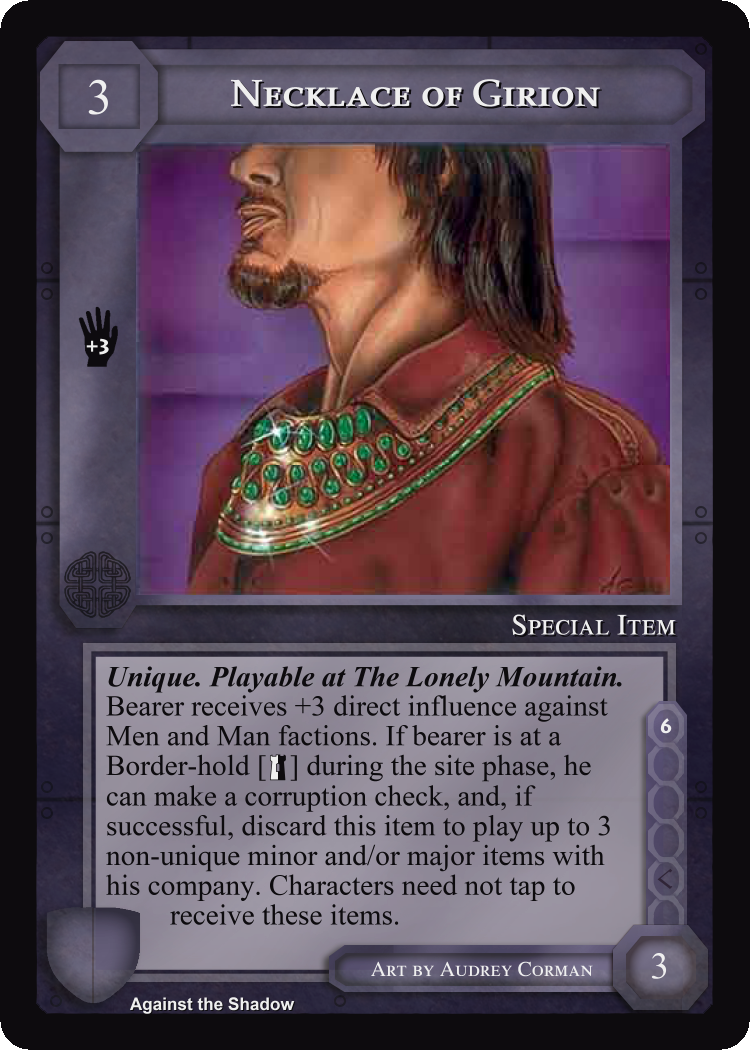 3
Necklace of Girion
+3
Special Item
Unique. Playable at The Lonely Mountain.
Bearer receives +3 direct influence against
Men and Man factions. If bearer is at a
Border-hold [ ] during the site phase, he
can make a corruption check, and, if
successful, discard this item to play up to 3
non-unique minor and/or major items with
his company. Characters need not tap to
receive these items.
6
<
Art by Audrey Corman
3
Against the Shadow